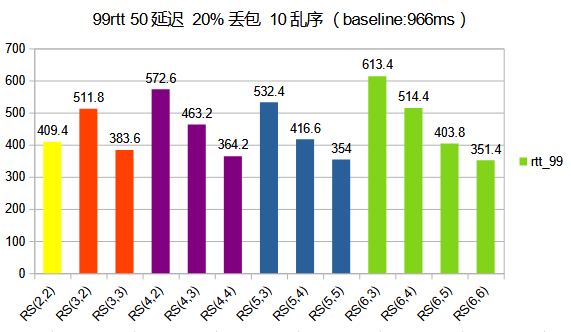 99rtt 50 延迟 20% 丢包 10 乱序（baseline:966ms）
700
600
500
400
300
200
100
0
409.4
511.8
383.6
572.6
463.2
364.2
532.4
416.6
354
613.4
514.4
403.8
351.4
rtt_99
RS(2,2)
RS(3,2)
RS(3,3)
RS(4,2)
RS(4,3)
RS(4,4)
RS(5,3)
RS(5,4)
RS(5,5)
RS(6,3)
RS(6,4)
RS(6,5)
RS(6,6)